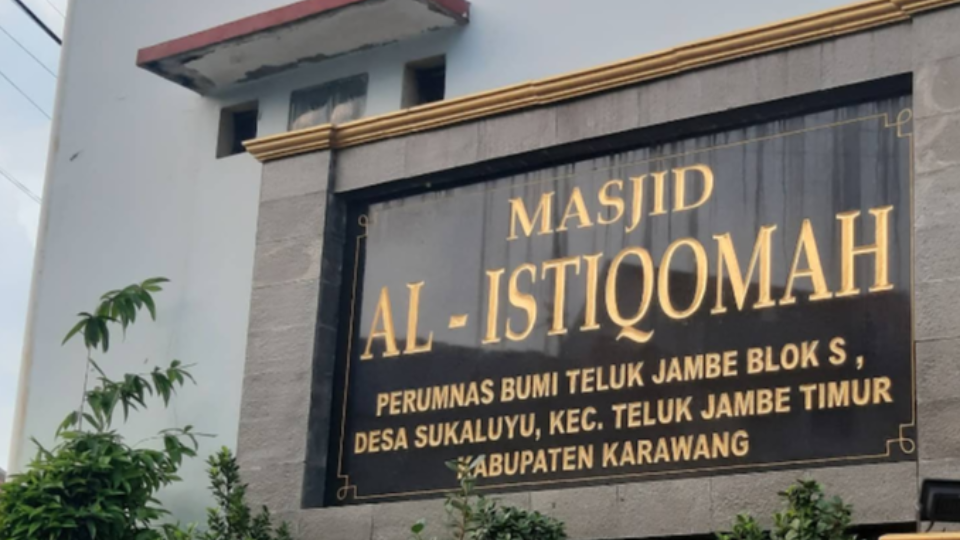 MASJID
AL - ISTIQOMAH
PERUMNAS BUMI TELUK JAMBE BLOK S ,
DESA SUKALUYU, KEC. TELUK JAMBE TIMUR
KABUPATEN KARAWANG